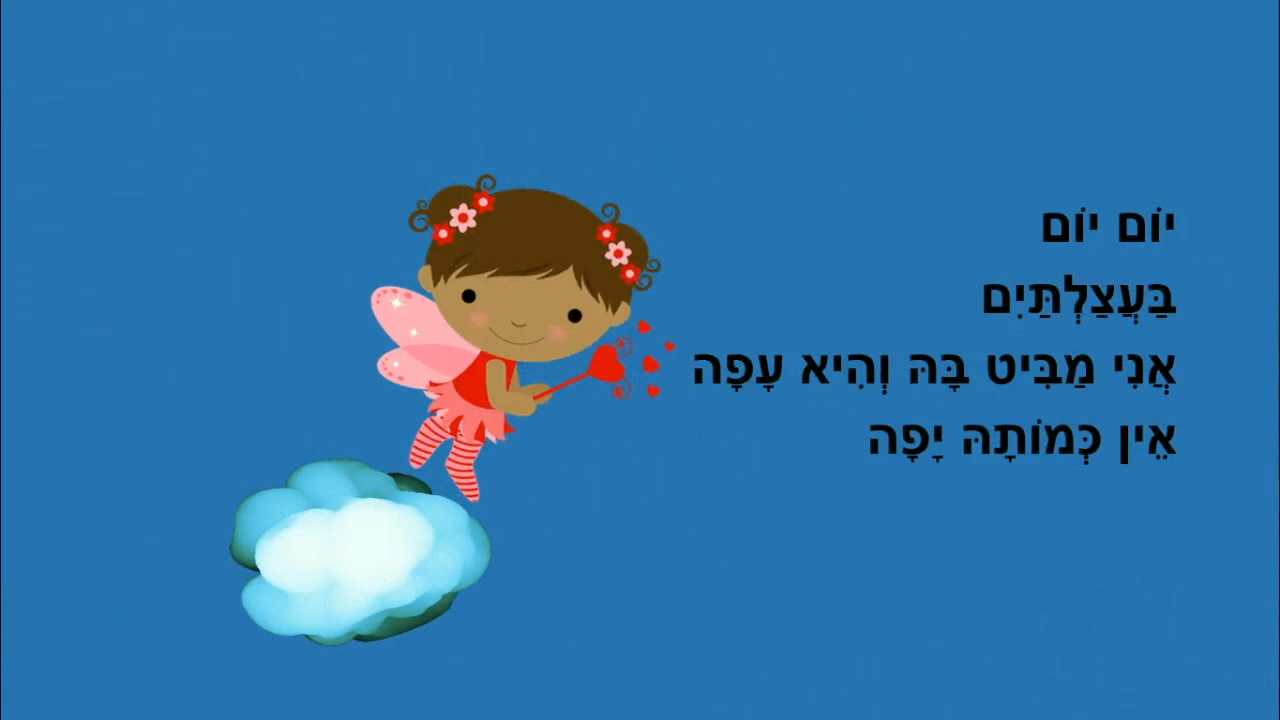 יוֹם יוֹם
בַּעֲצַלְתַּיִם
אֲנִי מַבִּיט בָּהּ וְהִיא עָפָה
אֵין כְּמוֹתָהּ יָפָה